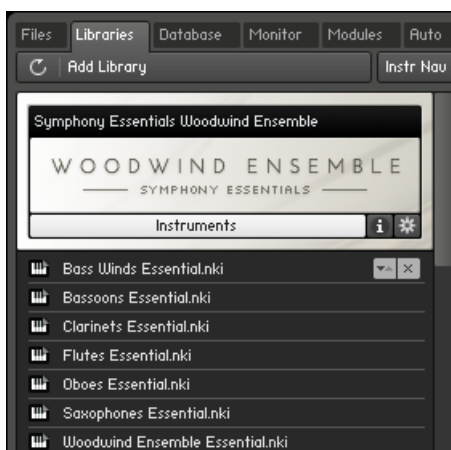 Files Libraries Database Monitor Modules Auto
Add Library Instr Nav
Symphony Essentials Woodwind Ensemble
WOODWIND ENSEMBLE
SYMPHONY ESSENTIALS
Instruments i
Bass Winds Essential.nki
Bassoons Essential.nki
Clarinets Essential.nki
Flutes Essential.nki
Oboes Essential.nki
Saxophones Essential.nki
Woodwind Ensemble Essential.nki